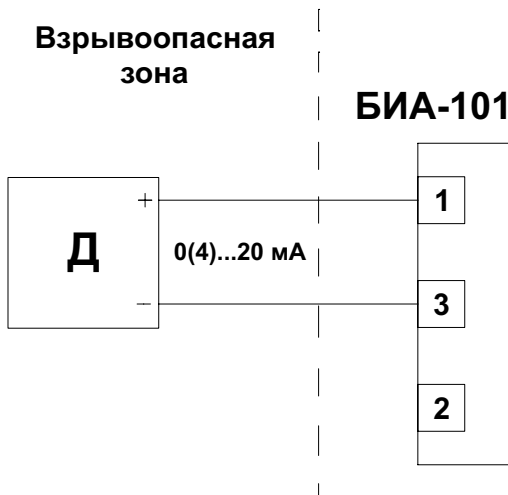 Взрывоопасная
зона
БИА-101
+
1
Д
0(4)...20 мА
–
3
2